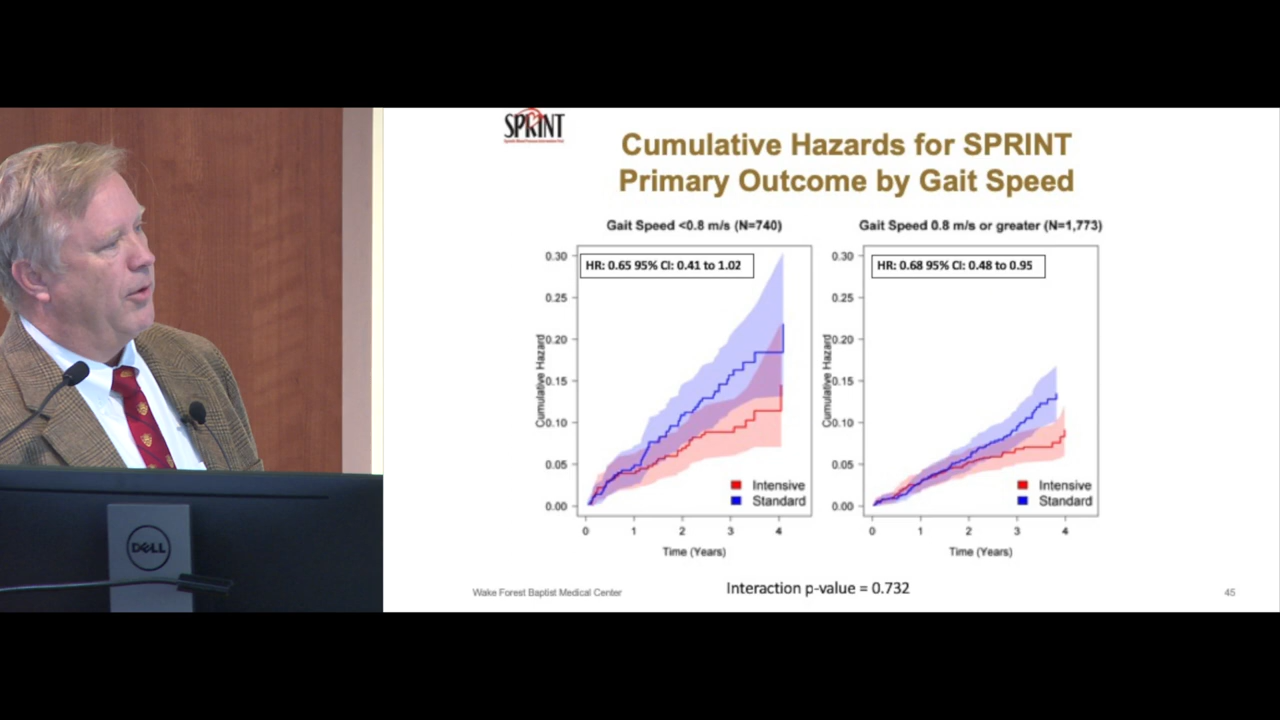 SPRINT
Cumulative Hazards for SPRINT
Primary Outcome by Gait Speed
Gait Speed <0.8 m/s (N=740)
HR: 0.65 95% CI: 0.41 to 1.02
0.30
0.25
0.20
0.15
0.10
0.05
0.00
Cumulative Hazard
Intensive
Standard
0 1 2 3 4
Time (Years)
Gait Speed 0.8 m/s or greater (N=1,773)
HR: 0.68 95% CI: 0.48 to 0.95
0.30
0.25
0.20
0.15
0.10
0.05
0.00
Cumulative Hazard
Intensive
Standard
0 1 2 3 4
Time (Years)
Interaction p-value = 0.732
Wake Forest Baptist Medical Center
45
DELL